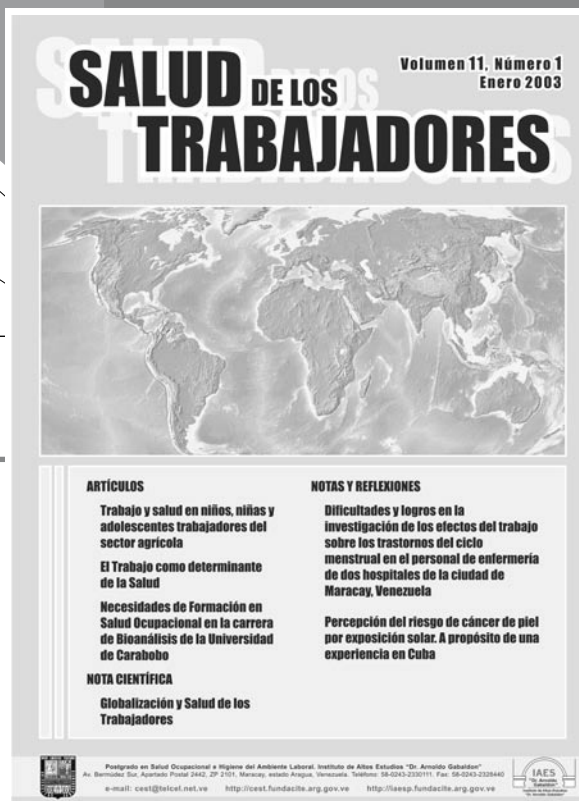 Volumen 11, Número 1
Enero 2003
SALUD DE LOS
TRABAJADORES
ARTÍCULOS
Trabajo y salud en niños, niñas y
adolescentes trabajadores del
sector agrícola
El Trabajo como determinante
de la Salud
Necesidades de Formación en
Salud Ocupacional en la carrera
de Bioanálisis de la Universidad
de Carabobo
NOTA CIENTÍFICA
Globalización y Salud de los
Trabajadores
NOTAS Y REFLEXIONES
Dificultades y logros en la
investigación de los efectos del trabajo
sobre los trastornos del ciclo
menstrual en el personal de enfermería
de dos hospitales de la ciudad de
Maracay, Venezuela
Percepción del riesgo de cáncer de piel
por exposición solar. A propósito de una
experiencia en Cuba
Postgrado en Salud Ocupacional e Higiene del Ambiente Laboral. Instituto de Altos Estudios "Dr. Arnoldo Gabaldon"
Av. Bermúdez Sur, Apartado Postal 2442, ZP 2101, Maracay, estado Aragua, Venezuela. Teléfono: 58-0243-2330111. Fax: 58-0243-2326440
e-mail: cest@telcel.net.ve http://cest.fundacite.arg.gov.ve http://iaesp.fundacite.arg.gov.ve
IAES
"Dr. Arnoldo
Gabaldon"